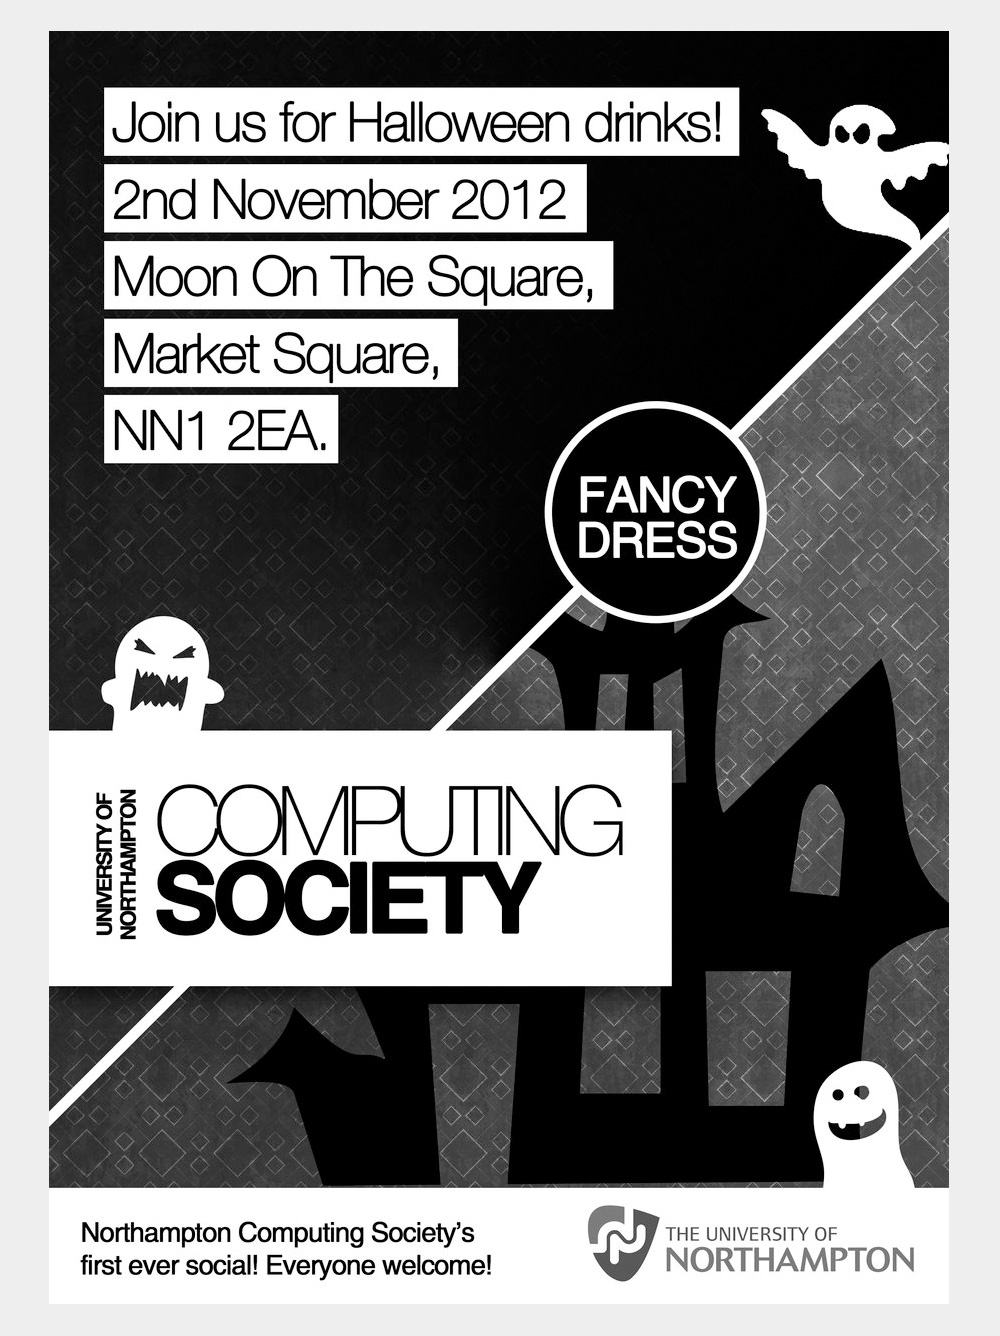 Join us for Halloween drinks!
2nd November 2012
Moon On The Square,
Market Square,
NN1 2EA.
FANCY
DRESS
UNIVERSITY OF
NORTHAMPTON
COMPUTING
SOCIETY
Northampton Computing Society's
first ever social! Everyone welcome!
THE UNIVERSITY OF
NORTHAMPTON